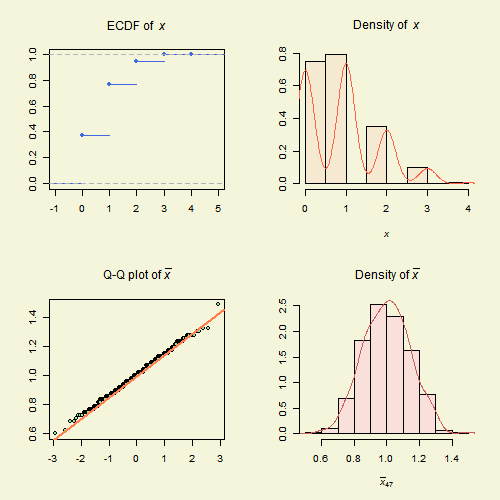 ECDF of x
0.0 0.2 0.4 0.6 0.8 1.0
-1 0 1 2 3 4 5
Density of x
0.0 0.2 0.4 0.6 0.8
0 1 2 3 4
x
Q-Q plot of x̅
0.6 0.8 1.0 1.2 1.4
-3 -2 -1 0 1 2 3
Density of x̅
0.0 0.5 1.0 1.5 2.0 2.5
0.6 0.8 1.0 1.2 1.4
x̅47